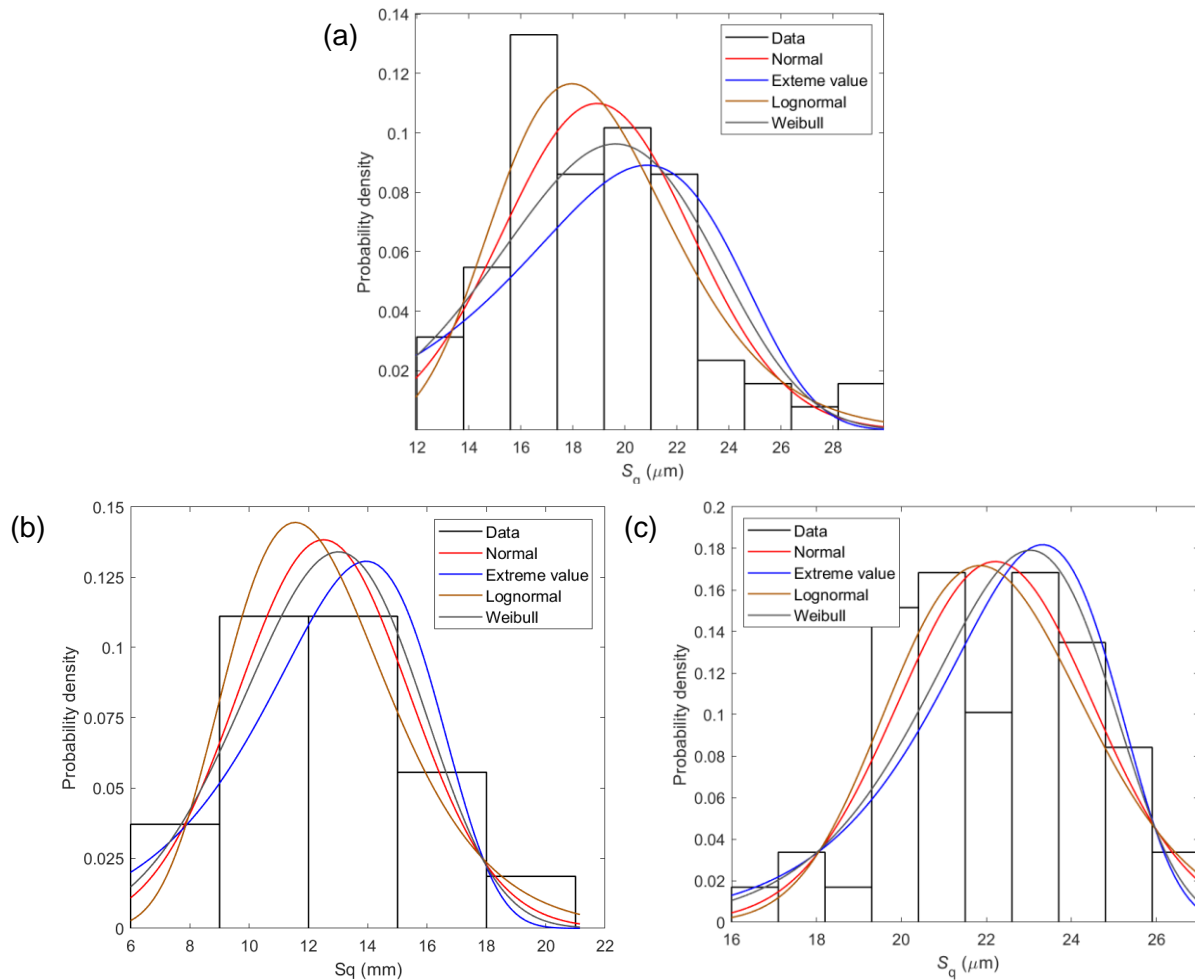 (a)
0.14
0.12
0.1
0.08
0.06
0.04
0.02
Probability density
Data
Normal
Exteme value
Lognormal
Weibull
12 14 16 18 20 22 24 26 28
Sq (μm)
(b)
0.15
0.125
0.1
0.075
0.05
0.025
0
Probability density
Data
Normal
Extreme value
Lognormal
Weibull
6 8 10 12 14 16 18 20 22
Sq (mm)
(c)
0.2
0.18
0.16
0.14
0.12
0.1
0.08
0.06
0.04
0.02
0
Probability density
Data
Normal
Extreme value
Lognormal
Weibull
16 18 20 22 24 26
Sq (μm)